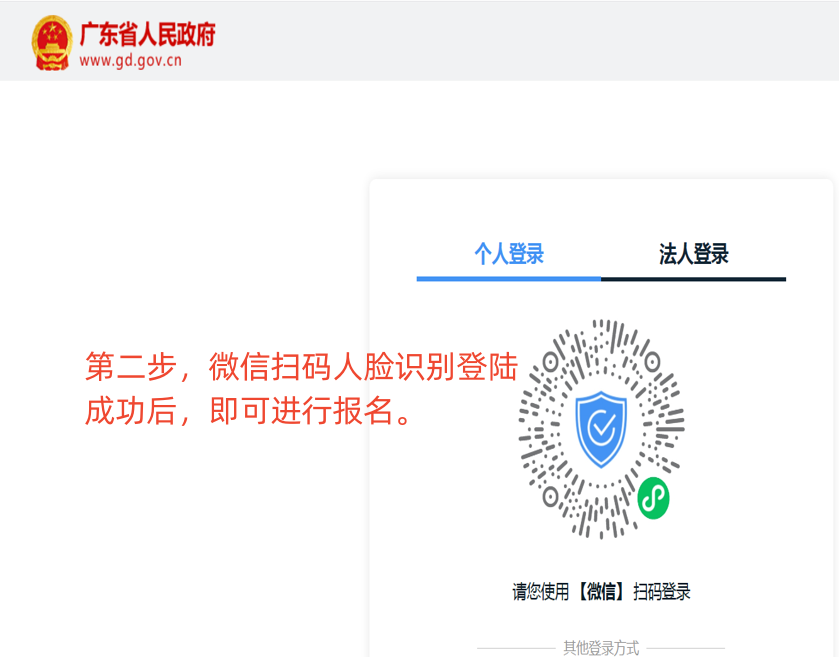 广东省人民政府
www.gd.gov.cn
个人登录
法人登录
第二步，微信扫码人脸识别登陆
成功后，即可进行报名。
请您使用【微信】扫码登录
其他登录方式